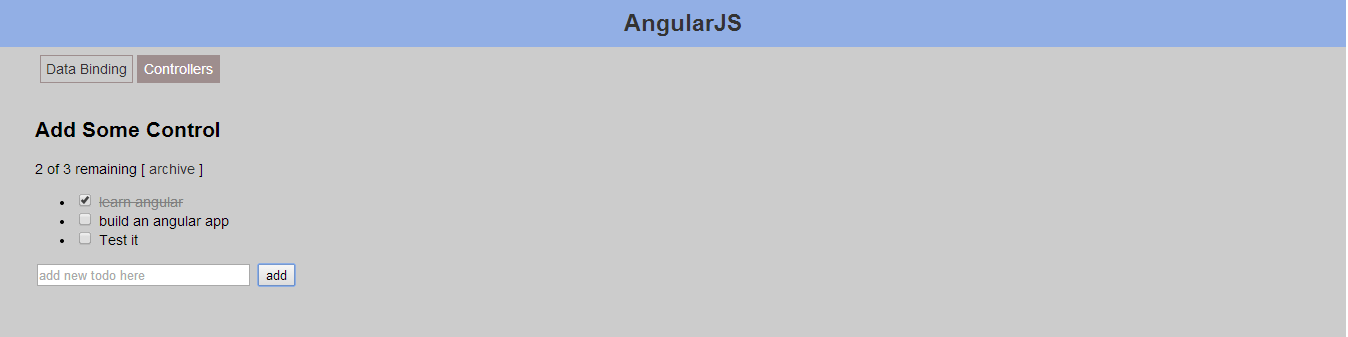 AngularJS
Data Binding Controllers
Add Some Control
2 of 3 remaining [ archive ]
learn angular
build an angular app
Test it
add new todo here add